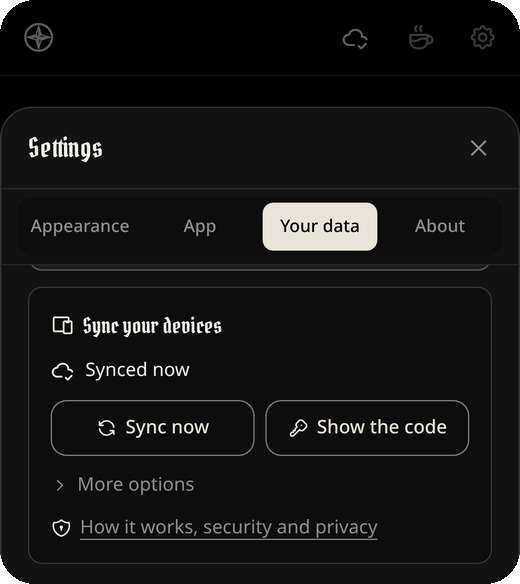 Settings
Appearance App Your data About
Sync your devices
Synced now
Sync now Show the code
More options
How it works, security and privacy